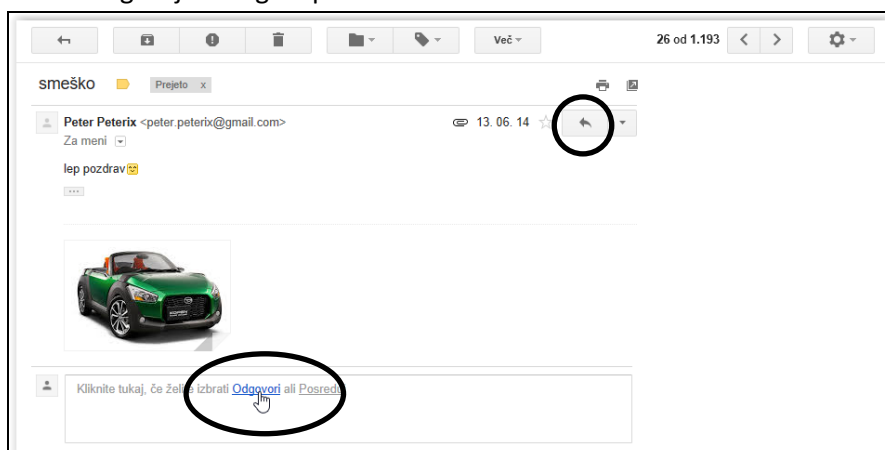 Več
26 od 1.193
smeško
Prejeto x
Peter Peterix <peter.peterix@gmail.com>
13. 06. 14
Za meni
lep pozdrav
Kliknite tukaj, če želite izbrati Odgovori ali